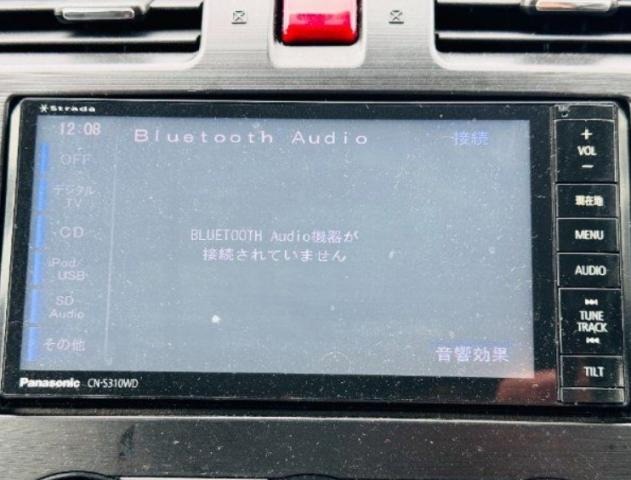 Strada
12:08
Bluetooth Audio
接続
OFF
デジタル
TV
CD
iPod/
USB
SD
Audio
その他
BLUETOOTH Audio機器が
接続されていません
音響効果
Panasonic CN-S310WD
+
VOL
−
現在地
MENU
AUDIO
TUNE
TRACK
TILT